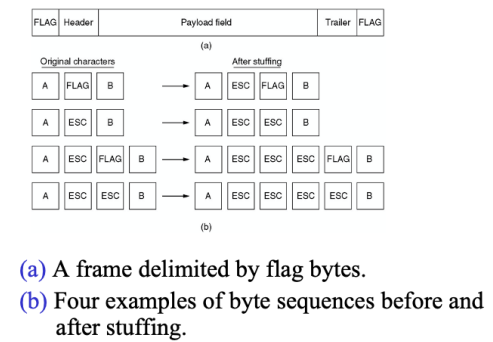 FLAG Header Payload field Trailer FLAG
(a)
Original characters After stuffing
A FLAG B A ESC FLAG B
A ESC B A ESC ESC B
A ESC FLAG B A ESC ESC ESC FLAG B
A ESC ESC B A ESC ESC ESC ESC B
(b)
(a) A frame delimited by flag bytes.
(b) Four examples of byte sequences before and
after stuffing.